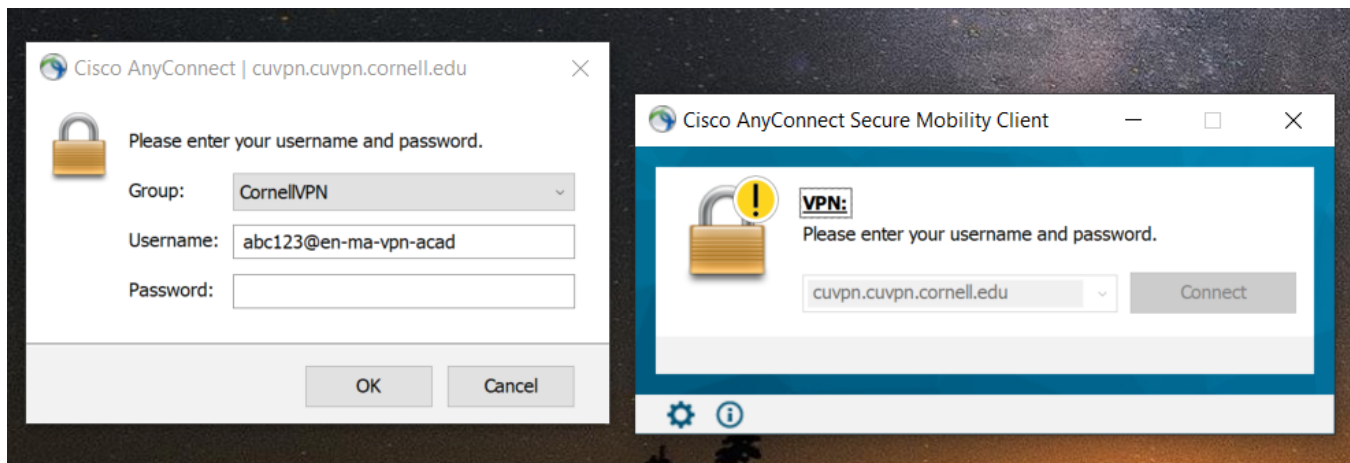 Cisco AnyConnect | cuvpn.cuvpn.cornell.edu
Please enter your username and password.
Group: CornellVPN
Username: abc123@en-ma-vpn-acad
Password:
OK Cancel
Cisco AnyConnect Secure Mobility Client
VPN:
Please enter your username and password.
cuvpn.cuvpn.cornell.edu Connect